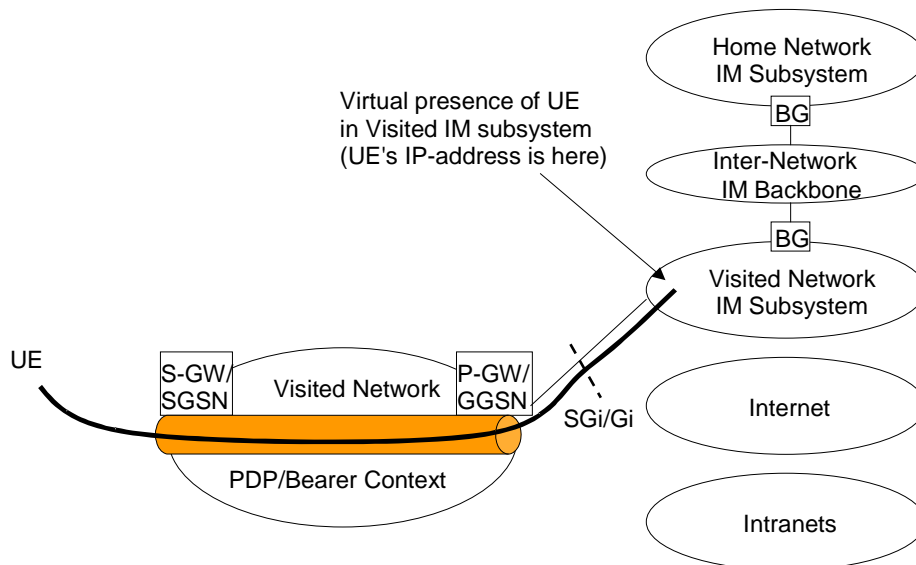 Home Network
IM Subsystem
BG
Virtual presence of UE
in Visited IM subsystem
(UE's IP-address is here)
Inter-Network
IM Backbone
BG
Visited Network
IM Subsystem
UE
S-GW/
SGSN
Visited Network
P-GW/
GGSN
SGi/Gi
Internet
PDP/Bearer Context
Intranets